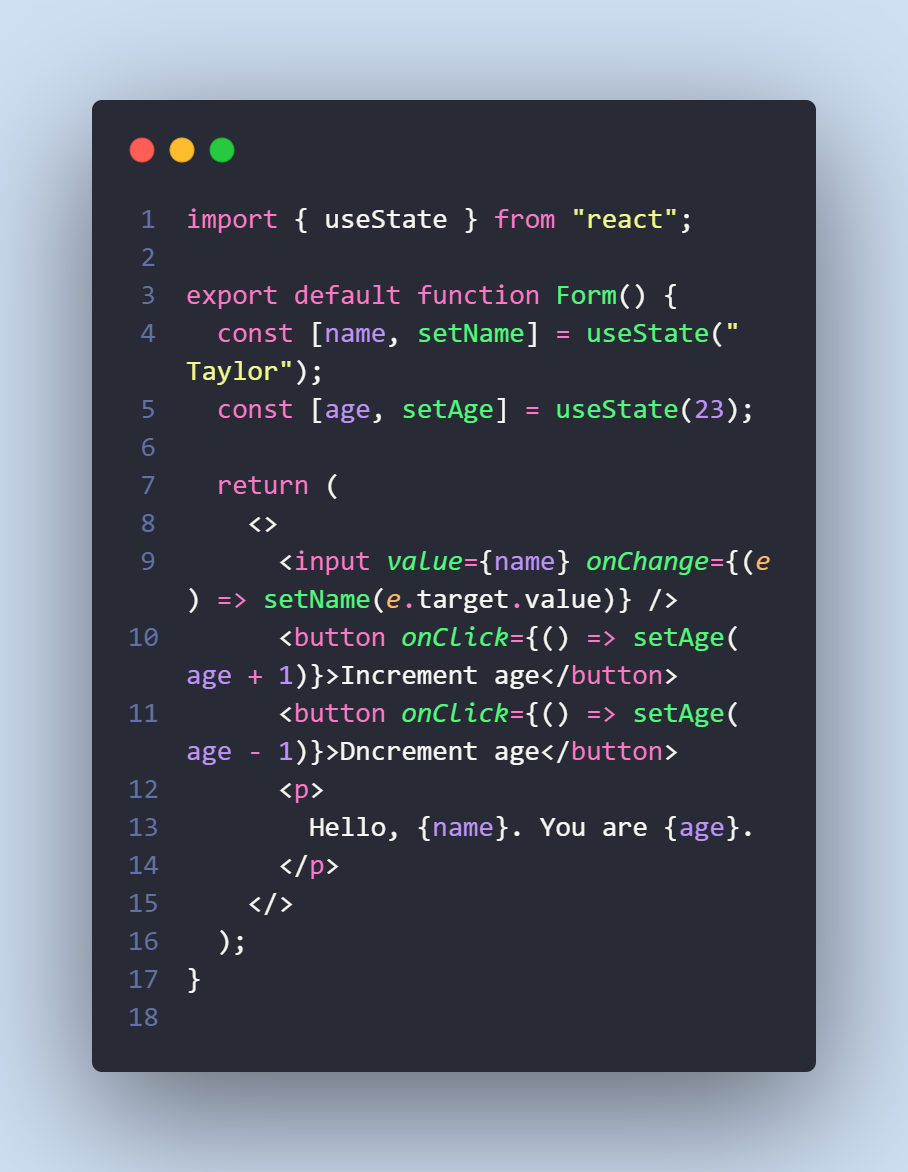 1 import { useState } from "react";
2
3 export default function Form() {
4   const [name, setName] = useState("
Taylor");
5   const [age, setAge] = useState(23);
6
7   return (
8     <>
9       <input value={name} onChange={(e
) => setName(e.target.value)} />
10       <button onClick={() => setAge(
age + 1)}>Increment age</button>
11       <button onClick={() => setAge(
age - 1)}>Dncrement age</button>
12       <p>
13         Hello, {name}. You are {age}.
14       </p>
15     </>
16   );
17 }
18